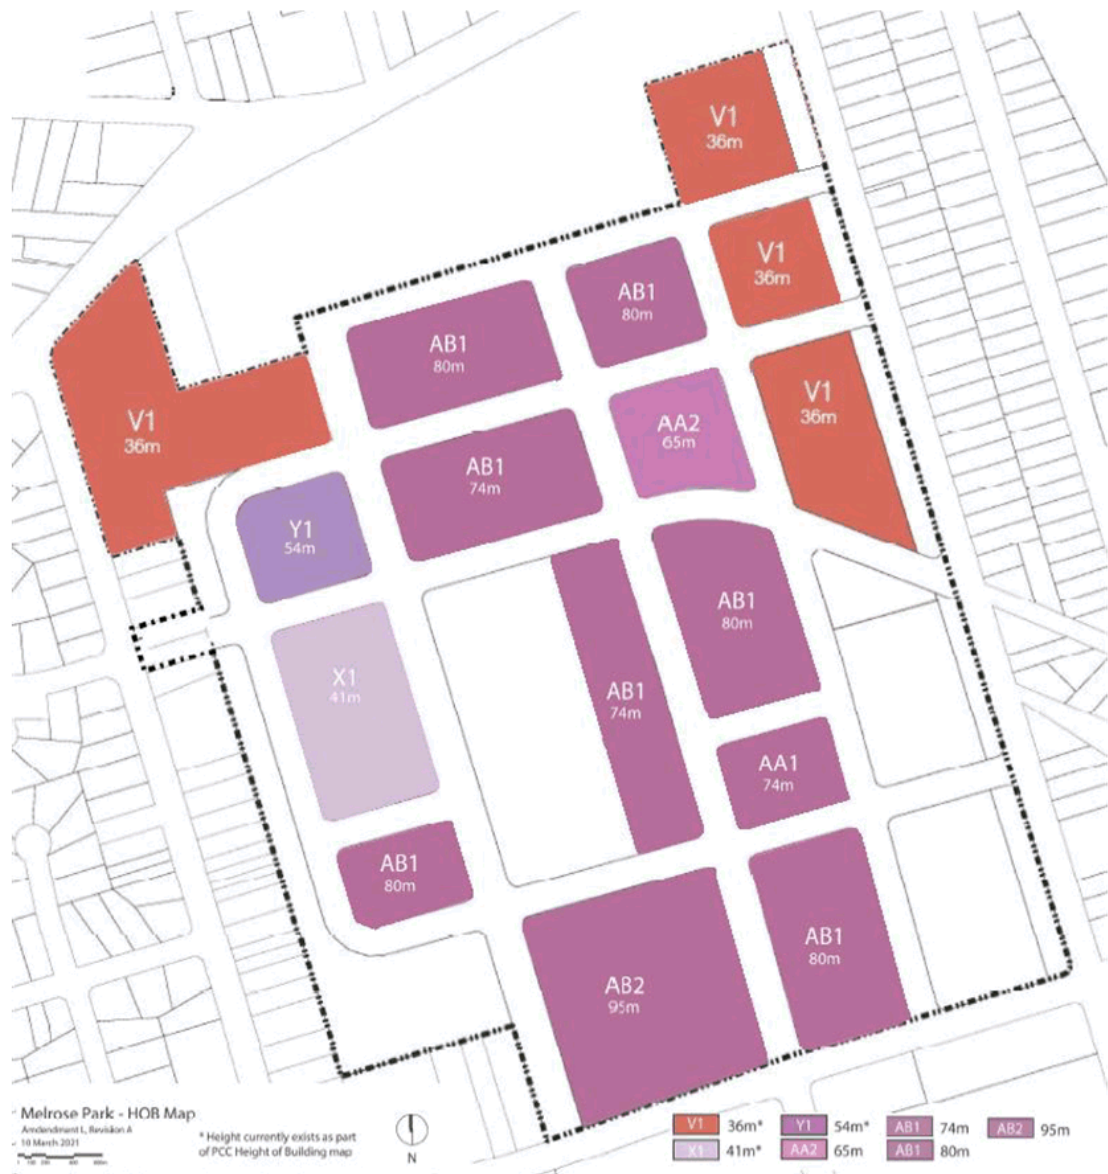 V1
36m
V1
36m
AB1
80m
AB1
80m
V1
36m
V1
36m
AA2
65m
AB1
74m
Y1
54m
AB1
80m
X1
41m
AB1
74m
AA1
74m
AB1
80m
AB1
80m
AB2
95m
Melrose Park - HOB Map
Amdendment L, Revision A
10 March 2021
* Height currently exists as part
of PCC Height of Building map
N
V1 36m* Y1 54m* AB1 74m AB2 95m
X1 41m* AA2 65m AB1 80m